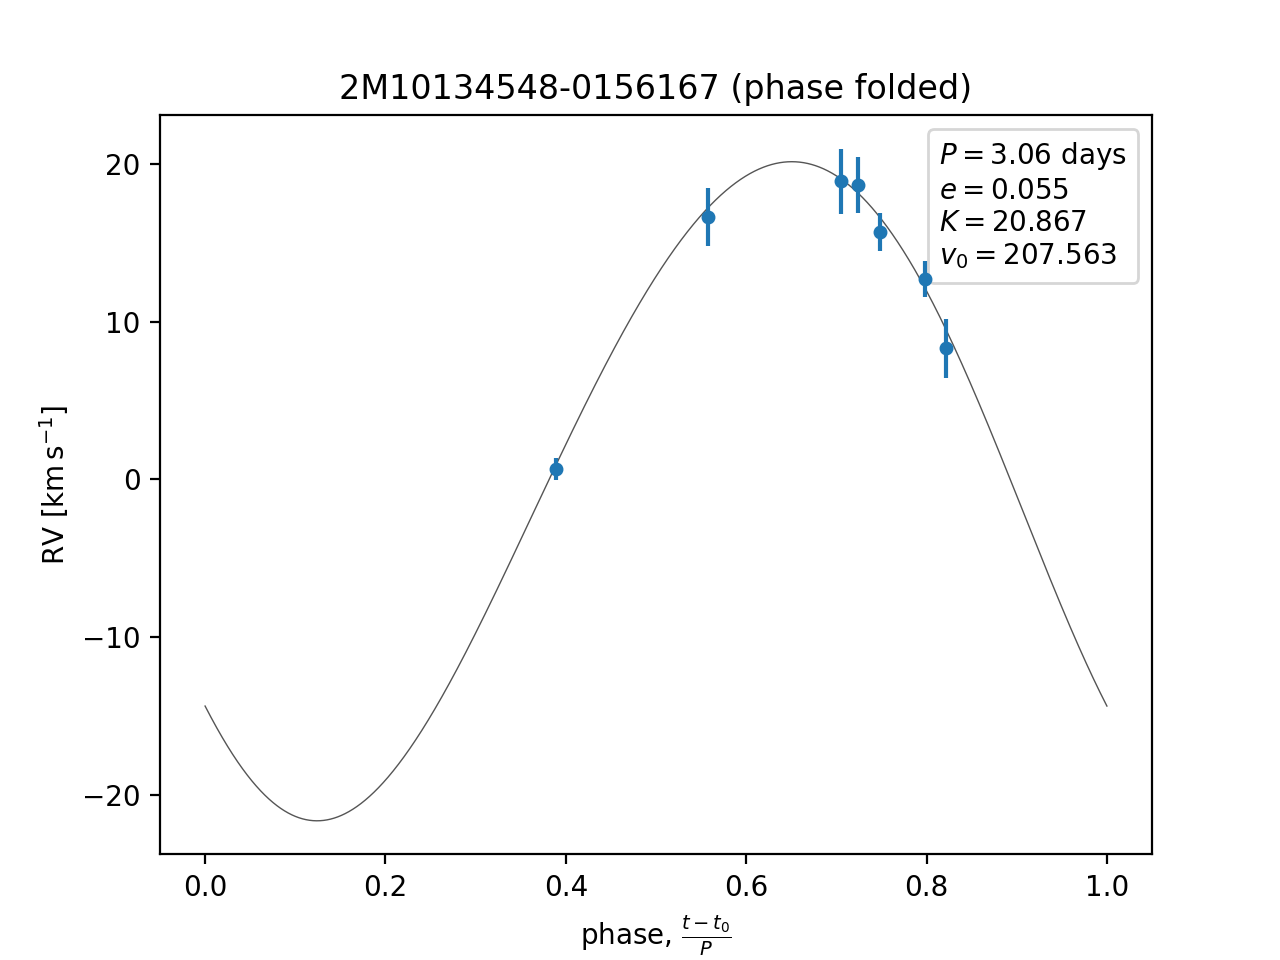 2M10134548-0156167 (phase folded)
P = 3.06 days
e = 0.055
K = 20.867
v₀ = 207.563
20
10
0
−10
−20
RV [km s⁻¹]
0.0 0.2 0.4 0.6 0.8 1.0
phase, (t − t₀)/P